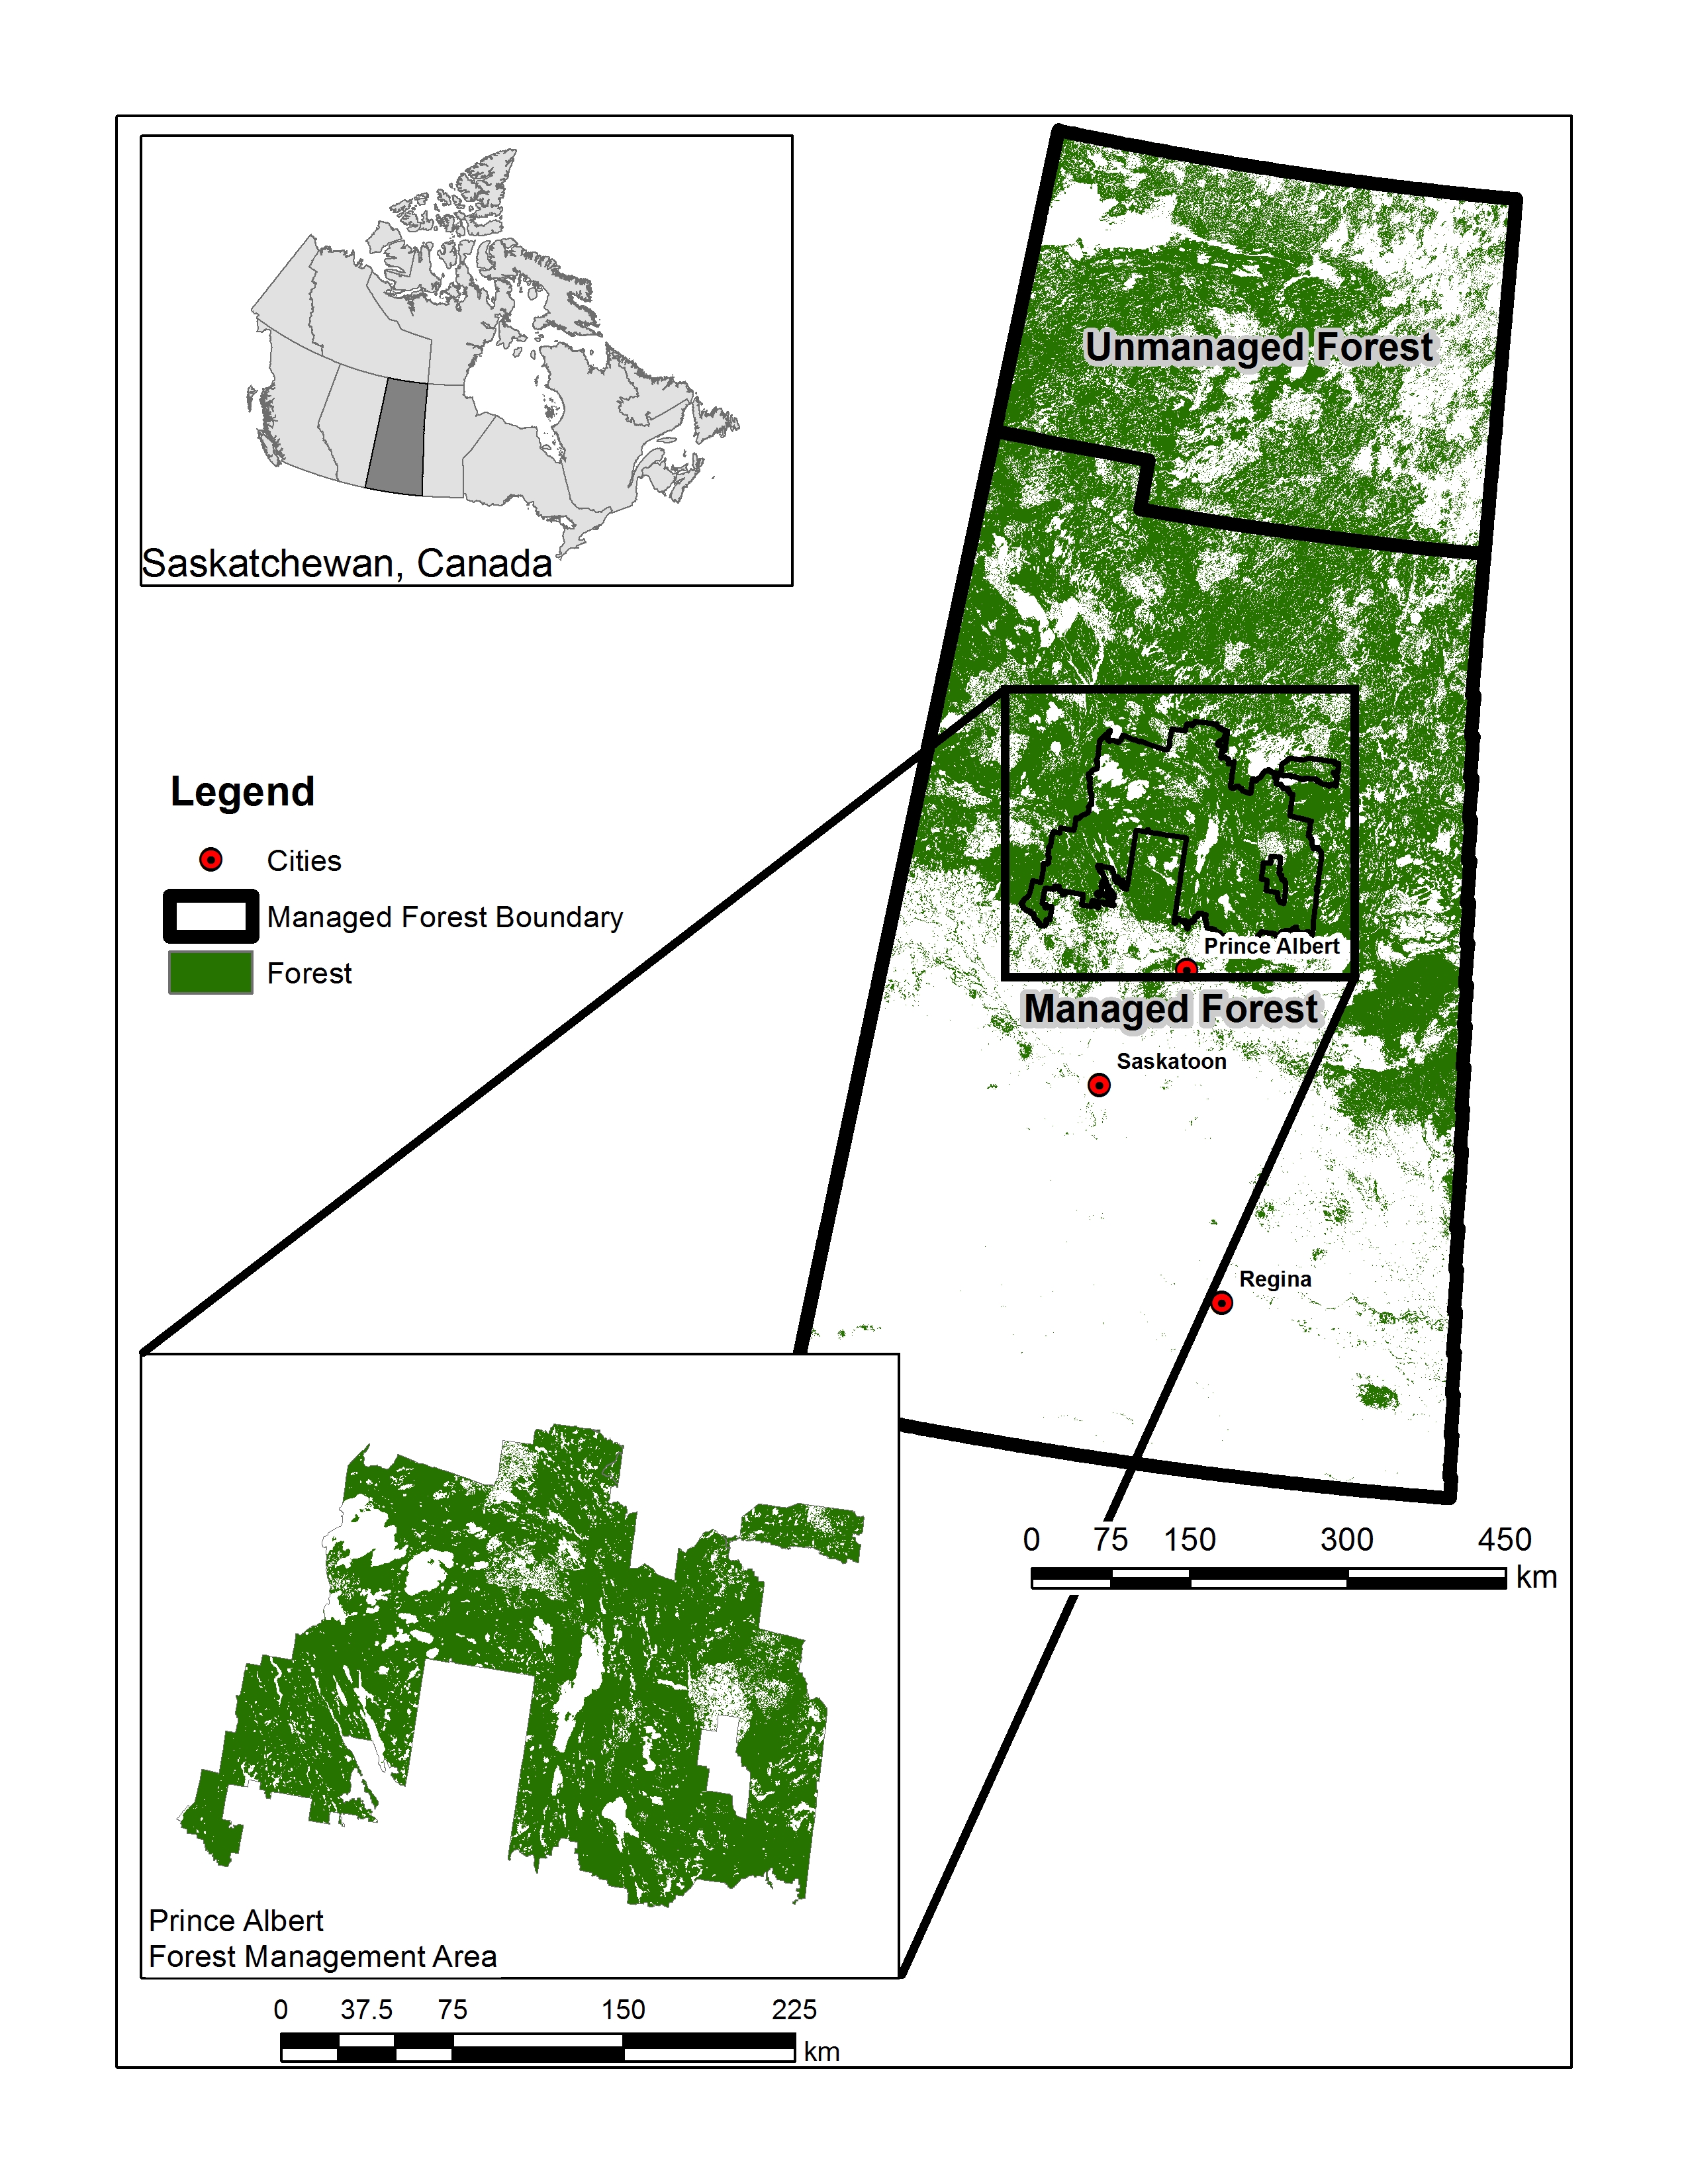 Saskatchewan, Canada
Unmanaged Forest
Legend
Cities
Managed Forest Boundary
Forest
Prince Albert
Managed Forest
Saskatoon
Regina
0 75 150 300 450
km
Prince Albert
Forest Management Area
0 37.5 75 150 225
km